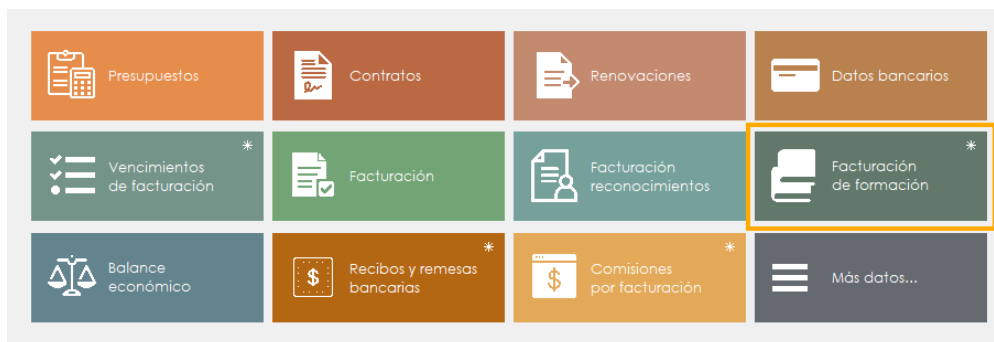 Presupuestos
Contratos
Renovaciones
Datos bancarios
Vencimientos
de facturación
*
Facturación
Facturación
reconocimientos
Facturación
de formación
*
Balance
económico
$
Recibos y remesas
bancarias
*
$
Comisiones
por facturación
*
Más datos...